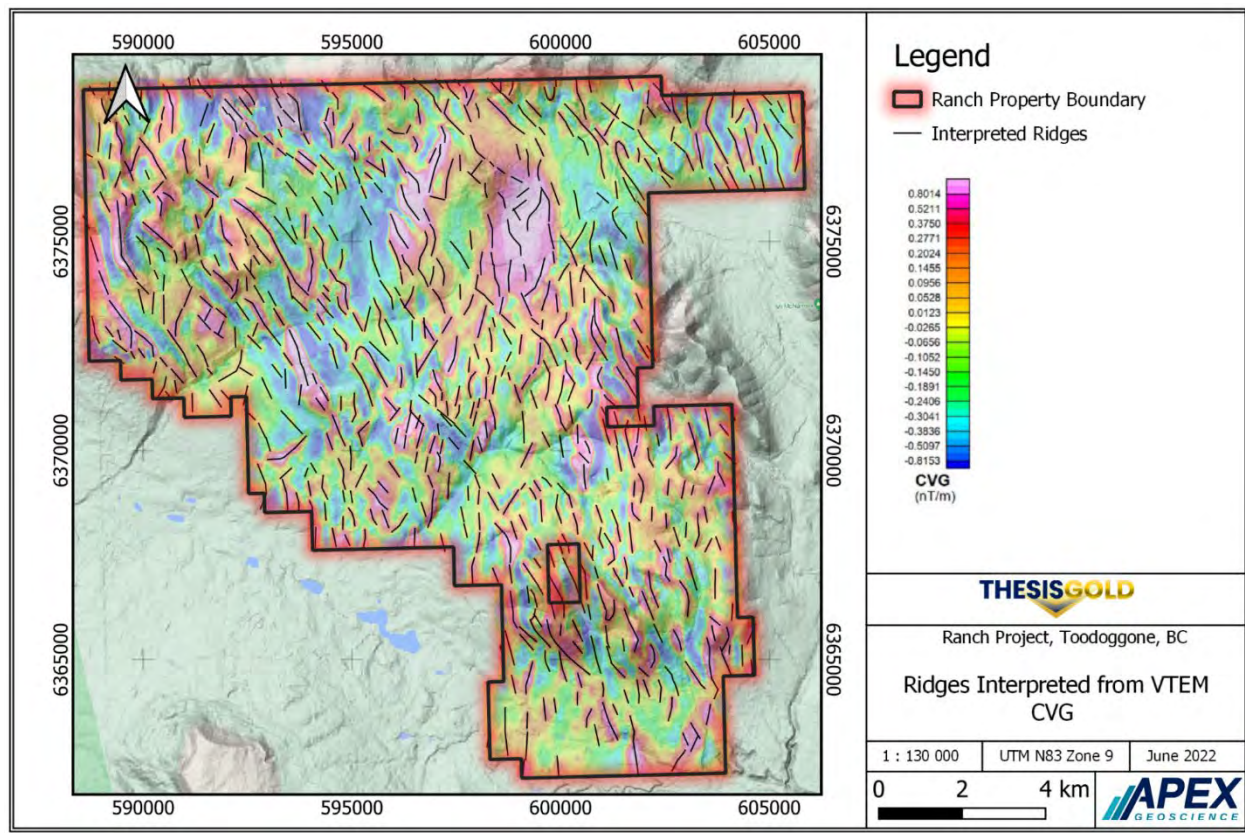 590000 595000 600000 605000
6375000
6370000
6365000
6375000
6370000
6365000
590000 595000 600000 605000
Legend
Ranch Property Boundary
Interpreted Ridges
0.8014
0.5211
0.3750
0.2771
0.2024
0.1455
0.0956
0.0528
0.0123
-0.0265
-0.0656
-0.1052
-0.1450
-0.1891
-0.2406
-0.3041
-0.3836
-0.5097
-0.8153
CVG
(nT/m)
THESISGOLD
Ranch Project, Toodoggone, BC
Ridges Interpreted from VTEM
CVG
1 : 130 000 UTM N83 Zone 9 June 2022
0 2 4 km
APEX
GEOSCIENCE